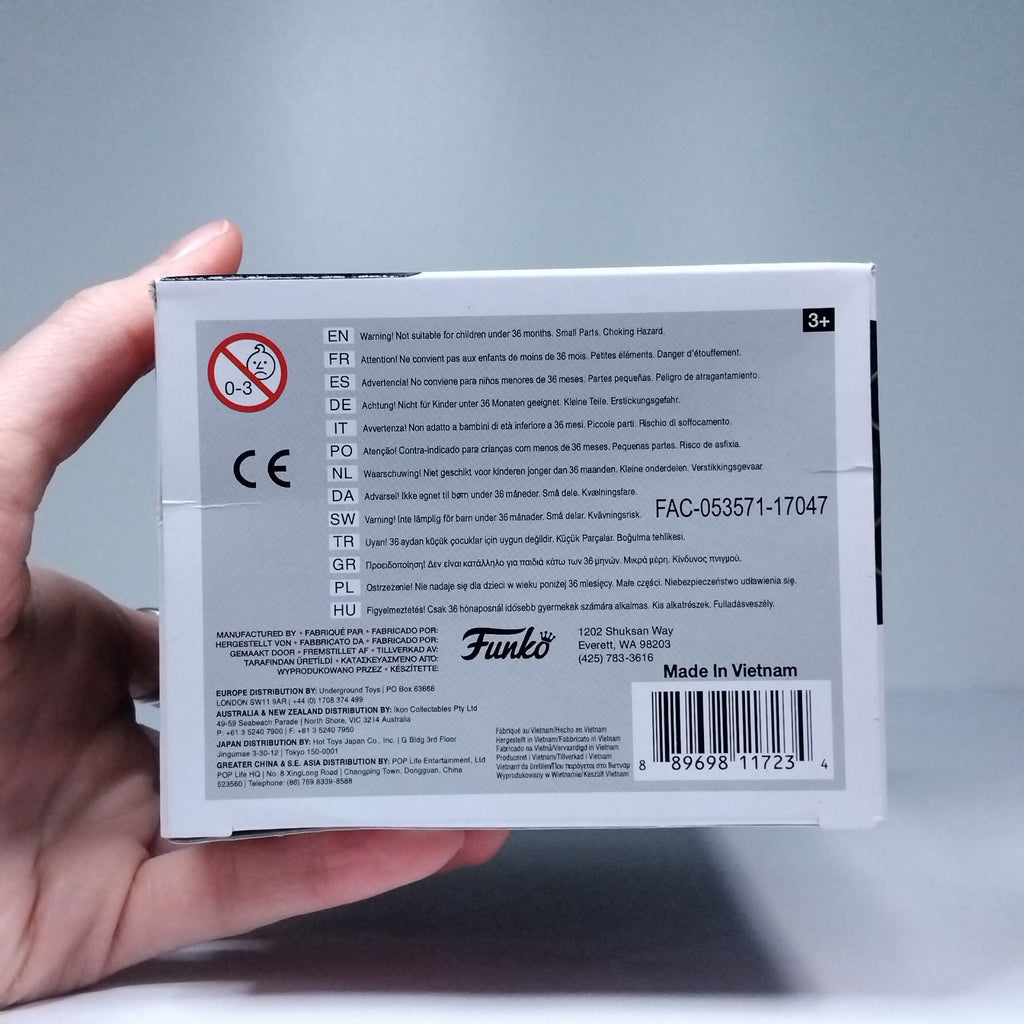 3+
0-3
EN Warning! Not suitable for children under 36 months. Small Parts. Choking Hazard.
FR Attention! Ne convient pas aux enfants de moins de 36 mois. Petites éléments. Danger d'étouffement.
ES Advertencia! No conviene para niños menores de 36 meses. Partes pequeñas. Peligro de atragantamiento.
DE Achtung! Nicht für Kinder unter 36 Monaten geeignet. Kleine Teile. Erstickungsgefahr.
IT Avvertenza! Non adatto a bambini di età inferiore a 36 mesi. Piccole parti. Rischio di soffocamento.
PO Atenção! Contra-indicado para crianças com menos de 36 meses. Pequenas partes. Risco de asfixia.
CE
NL Waarschuwing! Niet geschikt voor kinderen jonger dan 36 maanden. Kleine onderdelen. Verstikkingsgevaar.
DA Advarsel! Ikke egnet til børn under 36 måneder. Små dele. Kvælningsfare.
SW Varning! Inte lämplig för barn under 36 månader. Små delar. Kvävningsrisk.
FAC-053571-17047
TR Uyarı! 36 aydan küçük çocuklar için uygun değildir. Küçük Parçalar. Boğulma tehlikesi.
GR Προειδοποίηση! Δεν είναι κατάλληλο για παιδιά κάτω των 36 μηνών. Μικρά μέρη. Κίνδυνος πνιγμού.
PL Ostrzeżenie! Nie nadaje się dla dzieci w wieku poniżej 36 miesięcy. Małe części. Niebezpieczeństwo udławienia się.
HU Figyelmeztetés! Csak 36 hónaposnál idősebb gyermekek számára alkalmas. Kis alkatrészek. Fulladásveszély.
MANUFACTURED BY • FABRIQUÉ PAR • FABRICADO POR:
HERGESTELLT VON • FABBRICATO DA • FABRICADO POR:
GEMAAKT DOOR • FREMSTILLET AF • TILLVERKAD AV:
TARAFINDAN ÜRETİLDİ • ΚΑΤΑΣΚΕΥΑΣΜΕΝΟ ΑΠΌ:
WYPRODUKOWANO PRZEZ • KÉSZÍTETTE:
Funko
1202 Shuksan Way
Everett, WA 98203
(425) 783-3616
Made In Vietnam
EUROPE DISTRIBUTION BY: Underground Toys | PO Box 63668
LONDON SW11 9AR | +44 (0) 1708 374 499
AUSTRALIA & NEW ZEALAND DISTRIBUTION BY: Ikon Collectables Pty Ltd
49-59 Seabeach Parade | North Shore, VIC 3214 Australia
P: +61 3 5240 7900 | F: +61 3 5240 7950
JAPAN DISTRIBUTION BY: Hot Toys Japan Co., Inc. | G Bldg 3rd Floor
Jingumae 3-30-12 | Tokyo 150-0001
GREATER CHINA & S.E. ASIA DISTRIBUTION BY: POP Life Entertainment, Ltd
POP Life HQ | No. 8 XingLong Road | Changping Town, Dongguan, China
523560 | Telephone: (86) 769 8339-8588
Fabriqué au Vietnam/Hecho en Vietnam
Hergestellt in Vietnam/Fabbricato in Vietnam
Fabricado na Vietnã/Vervaardigd in Vietnam
Produceret i Vietnam/Tillverkad i Vietnam
Vietnam'da üretilen/Που παράγεται στο Βιετνάμ
Wyprodukowany w Wietnamie/Készült Vietnam
8 89698 11723 4